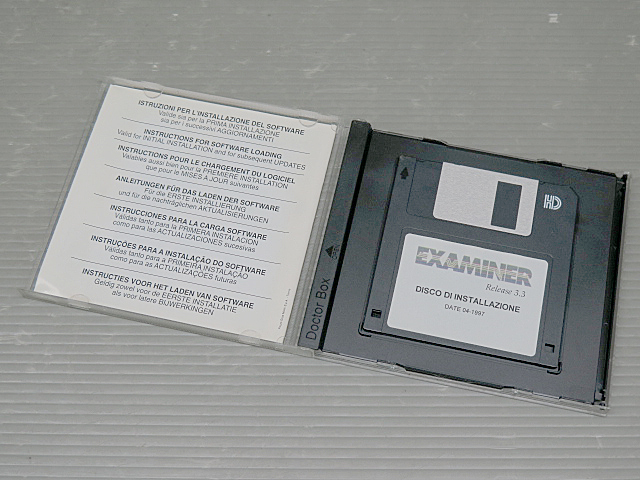 ISTRUZIONI PER L'INSTALLAZIONE DEL SOFTWARE
Valide sia per la PRIMA INSTALLAZIONE
sia per i successivi AGGIORNAMENTI
INSTRUCTIONS FOR SOFTWARE LOADING
Valid for INITIAL INSTALLATION and for subsequent UPDATES
INSTRUCTIONS POUR LE CHARGEMENT DU LOGICIEL
Valables aussi bien pour la PREMIERE INSTALLATION
que pour le MISES A JOUR suivantes
ANLEITUNGEN FÜR DAS LADEN DER SOFTWARE
Für die ERSTE INSTALLIERUNG
und für die nachträglichen AKTUALISIERUNGEN
INSTRUCCIONES PARA LA CARGA SOFTWARE
Válidas tanto para la PRIMERA INSTALACION
como para las ACTUALIZACIONES sucesivas
INSTRUÇÕES PARA A INSTALAÇÃO DO SOFTWARE
Válidas tanto para a PRIMEIRA INSTALAÇÃO
como para as ACTUALIZAÇÕES futuras
INSTRUCTIES VOOR HET LADEN VAN SOFTWARE
Geldig zowel voor de EERSTE INSTALLATIE
als voor latere BIJWERKINGEN
Doctor Box
HD
EXAMINER
Release 3.3
DISCO DI INSTALLAZIONE
DATE 04-1997